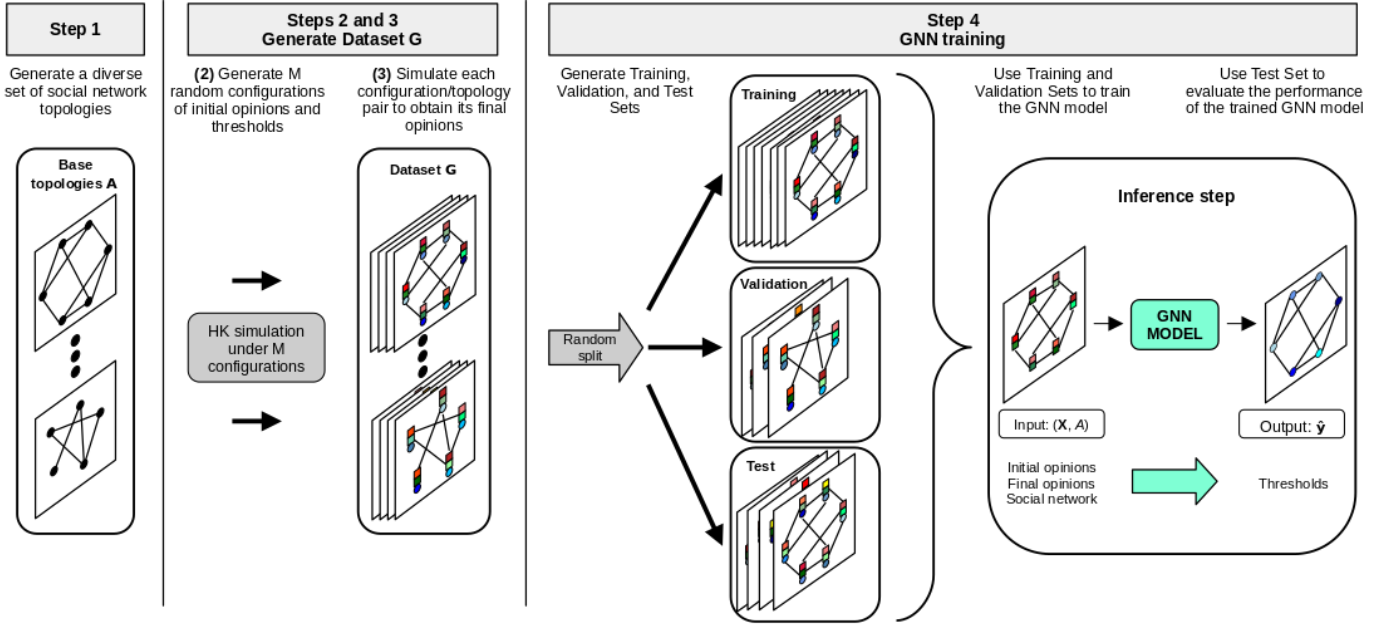 Step 1
Generate a diverse
set of social network
topologies
Base
topologies A
Steps 2 and 3
Generate Dataset G
(2) Generate M
random configurations
of initial opinions and
thresholds
(3) Simulate each
configuration/topology
pair to obtain its final
opinions
HK simulation
under M
configurations
Dataset G
Step 4
GNN training
Generate Training,
Validation, and Test
Sets
Random
split
Training
Validation
Test
Use Training and
Validation Sets to train
the GNN model
Use Test Set to
evaluate the performance
of the trained GNN model
Inference step
GNN
MODEL
Input: (X, A)
Output: ŷ
Initial opinions
Final opinions
Social network
Thresholds